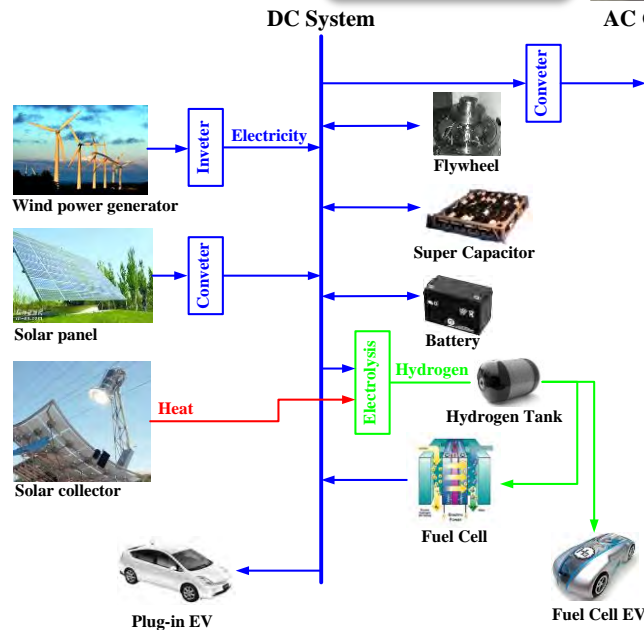 DC System
AC
Conveter
Flywheel
Inveter
Electricity
Wind power generator
Super Capacitor
Conveter
Solar panel
Battery
Electrolysis
Hydrogen
Hydrogen Tank
Heat
Solar collector
Fuel Cell
Plug-in EV
Fuel Cell EV